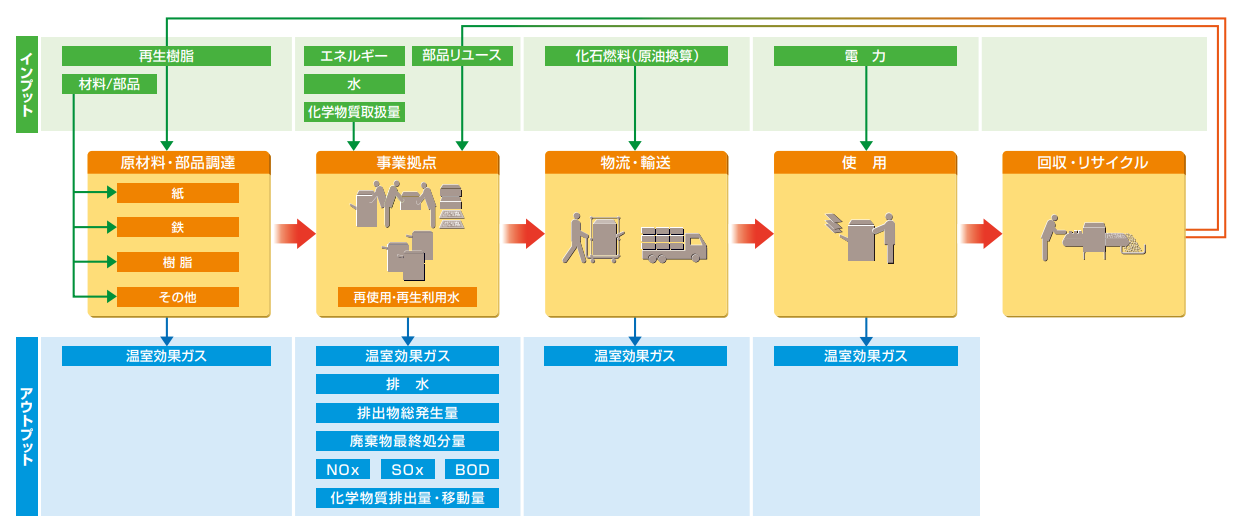 インプット
再生樹脂
材料/部品
エネルギー
水
化学物質取扱量
部品リユース
化石燃料(原油換算)
電 力
原材料・部品調達
紙
鉄
樹 脂
その他
事業拠点
再使用・再生利用水
物流・輸送
使 用
回収・リサイクル
アウトプット
温室効果ガス
温室効果ガス
排 水
排出物総発生量
廃棄物最終処分量
NOx SOx BOD
化学物質排出量・移動量
温室効果ガス
温室効果ガス